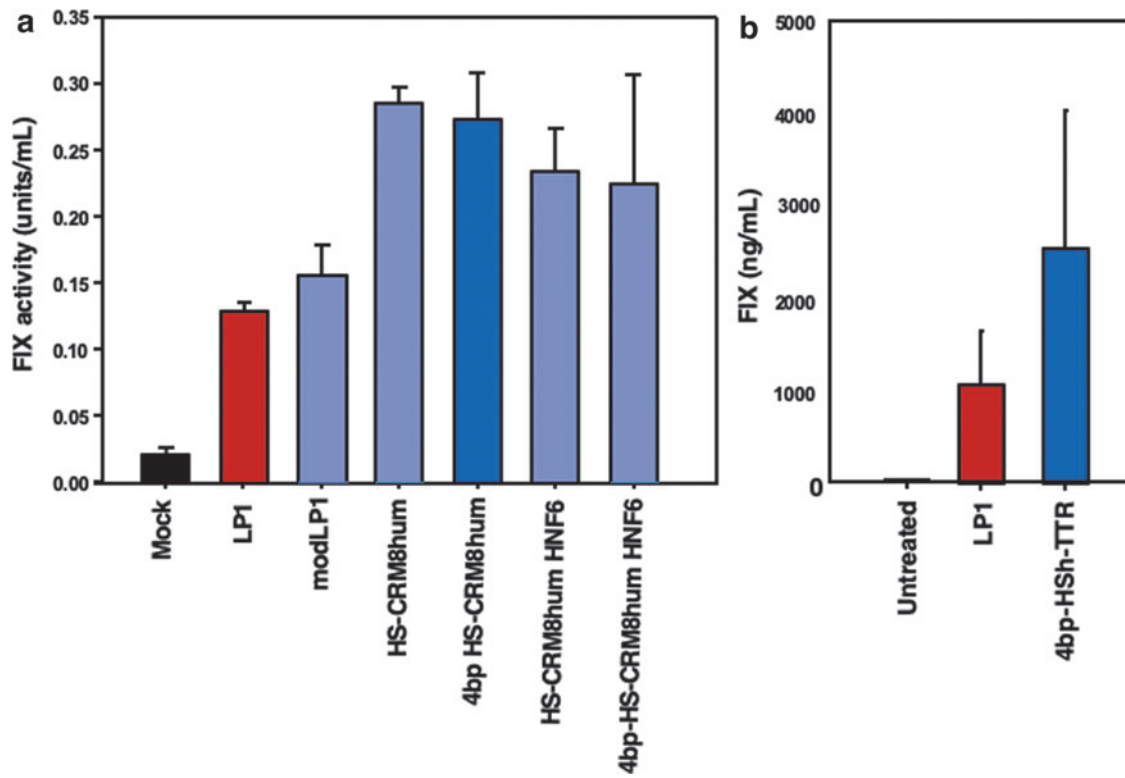 a
FIX activity (units/mL)
0.35
0.30
0.25
0.20
0.15
0.10
0.05
0.00
Mock
LP1
modLP1
HS-CRM8hum
4bp HS-CRM8hum
HS-CRM8hum HNF6
4bp-HS-CRM8hum HNF6
b
FIX (ng/mL)
5000
4000
3000
2000
1000
0
Untreated
LP1
4bp-HSh-TTR